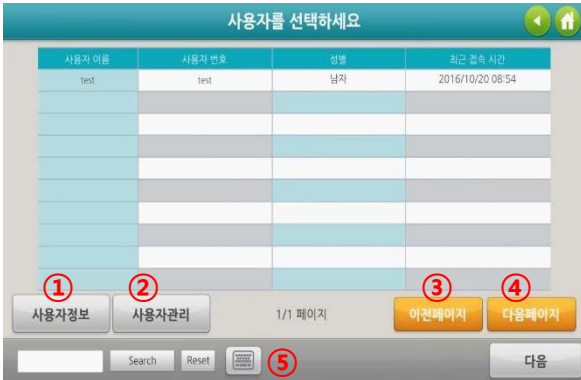 사용자를 선택하세요
사용자 이름 사용자 번호 성별 최근 접속 시간
test test 남자 2016/10/20 08:54
① ② ③ ④
사용자정보 사용자관리 1/1 페이지 이전페이지 다음페이지
Search Reset ⑤ 다음